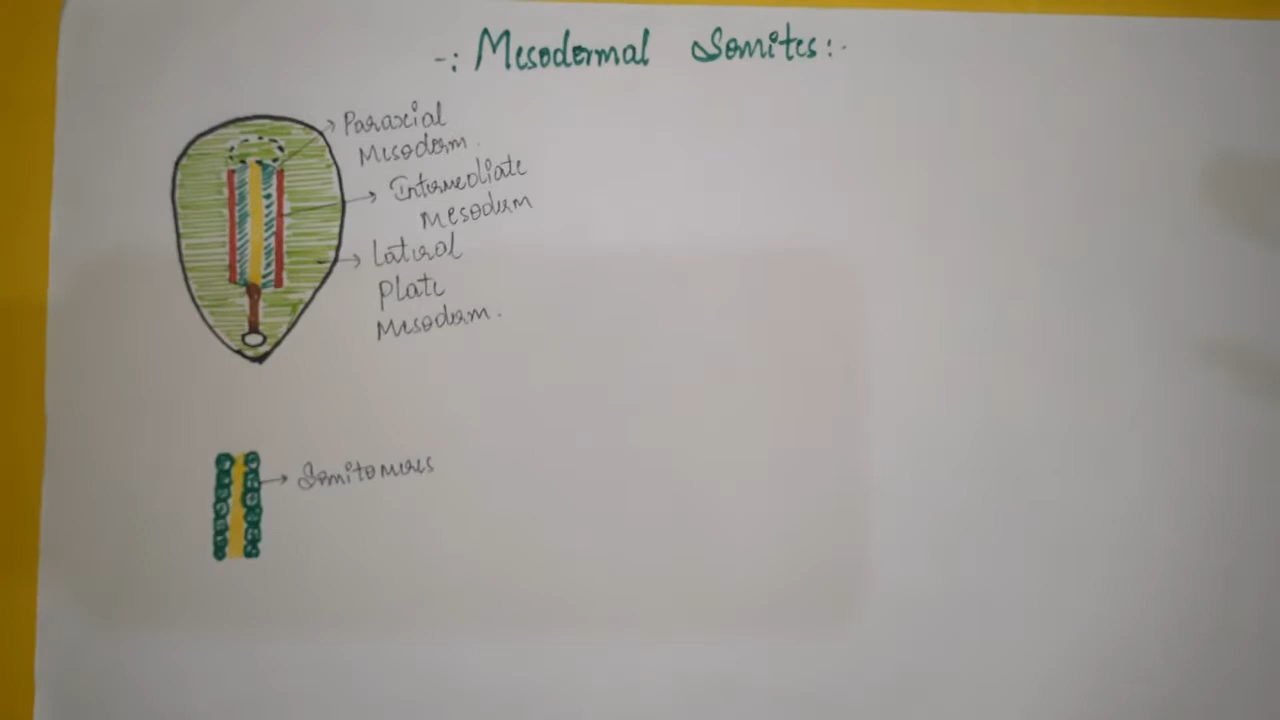 -: Mesodermal Somites:-
Paraxial
Mesoderm.
Intermediate
Mesoderm
Lateral
Plate
Mesoderm.
Somitomeres